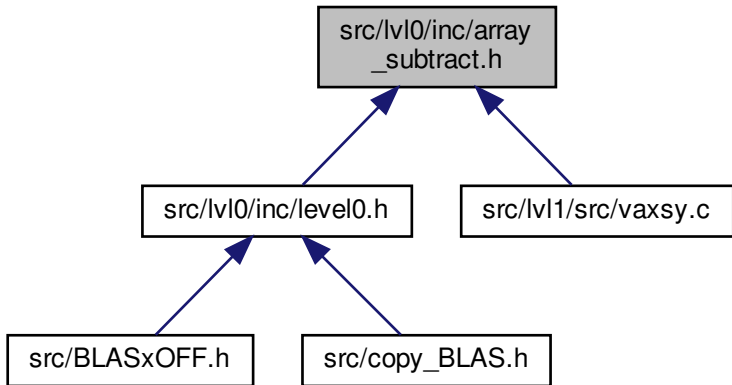 src/lvl0/inc/array
_subtract.h
src/lvl0/inc/level0.h
src/lvl1/src/vaxsy.c
src/BLASxOFF.h
src/copy_BLAS.h